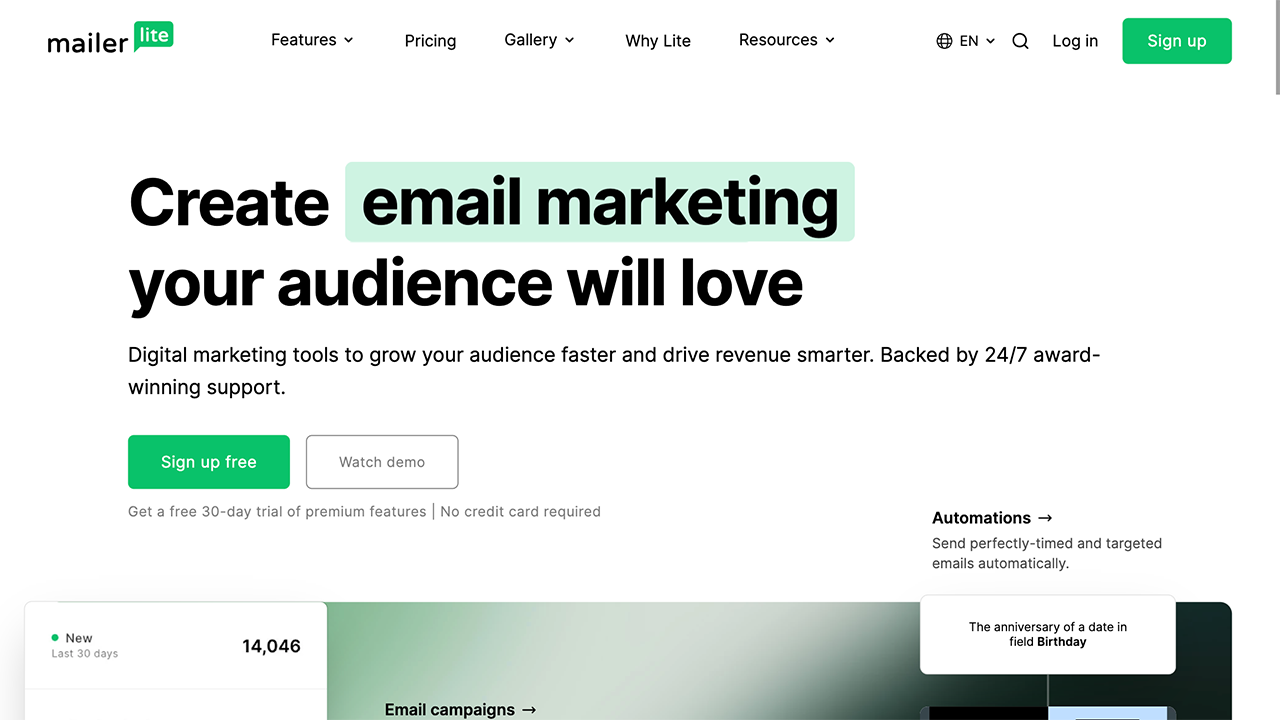 mailer lite
Features
Pricing
Gallery
Why Lite
Resources
EN
Log in
Sign up
Create email marketing
your audience will love
Digital marketing tools to grow your audience faster and drive revenue smarter. Backed by 24/7 award-
winning support.
Sign up free
Watch demo
Get a free 30-day trial of premium features | No credit card required
Automations →
Send perfectly-timed and targeted
emails automatically.
New
Last 30 days
14,046
The anniversary of a date in
field Birthday
Email campaigns →